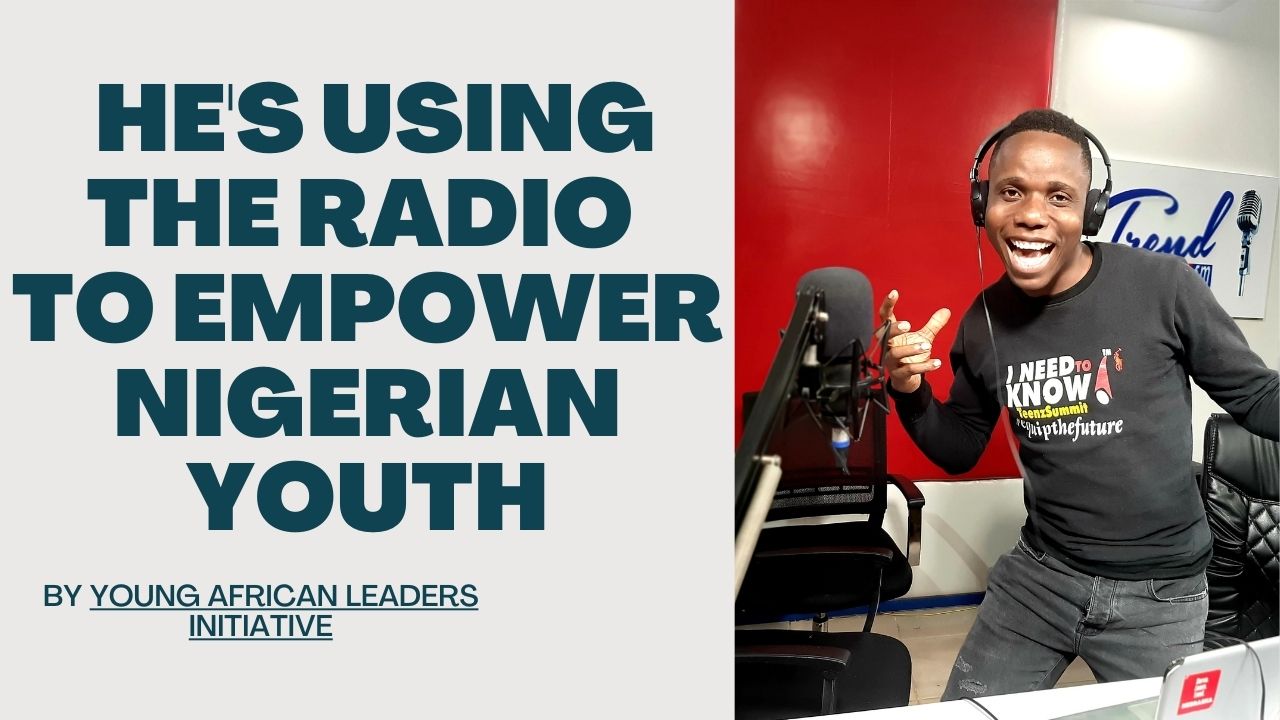 HE'S USING
THE RADIO
TO EMPOWER
NIGERIAN
YOUTH
BY YOUNG AFRICAN LEADERS
INITIATIVE
Trend
FM
I NEED TO
KNOW
TeenzSummit
equipthefuture